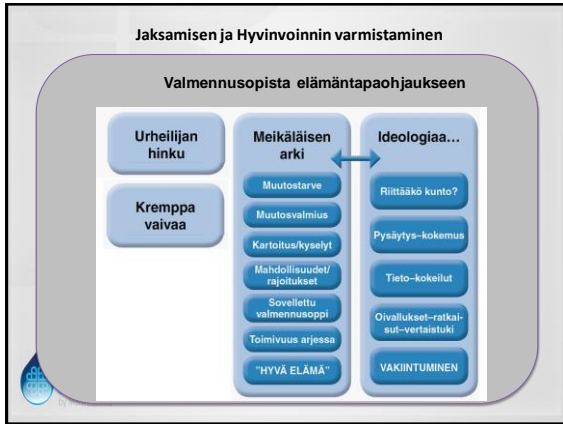 Jaksamisen ja Hyvinvoinnin varmistaminen
Valmennusopista elämäntapaohjaukseen
Urheilijan
hinku
Kremppa
vaivaa
Meikäläisen
arki
Muutostarve
Muutosvalmius
Kartoitus/kyselyt
Mahdollisuudet/
rajoitukset
Sovellettu
valmennusoppi
Toimivuus arjessa
"HYVÄ ELÄMÄ"
Ideologiaa...
Riittääkö kunto?
Pysäytys–kokemus
Tieto–kokeilut
Oivallukset–ratkai-
sut–vertaistuki
VAKIINTUMINEN
by